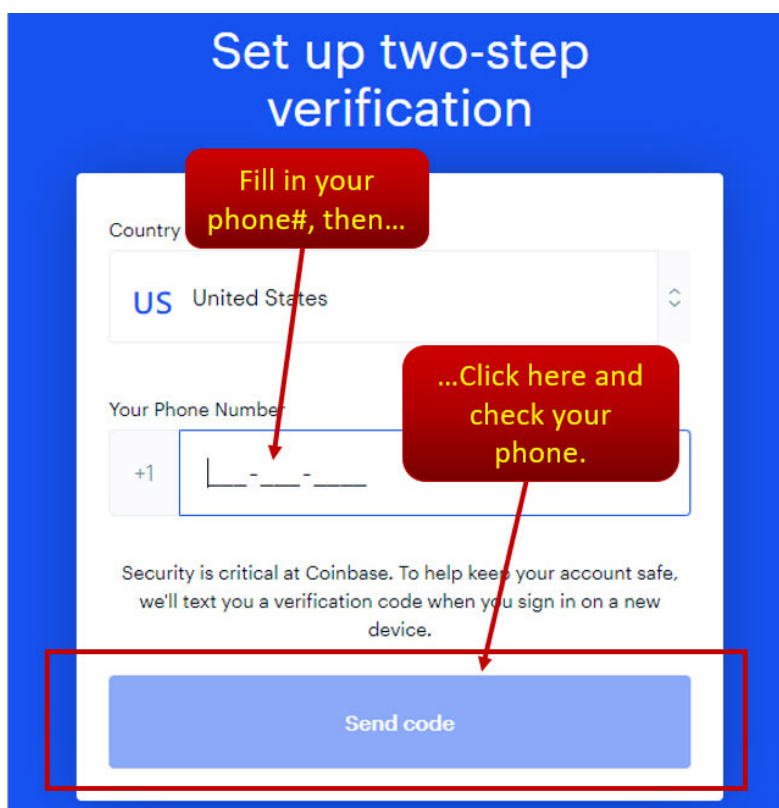 Set up two-step
verification
Fill in your
phone#, then...
Country
US United States
...Click here and
check your
phone.
Your Phone Number
+1 ___-___-____
Security is critical at Coinbase. To help keep your account safe,
we'll text you a verification code when you sign in on a new
device.
Send code